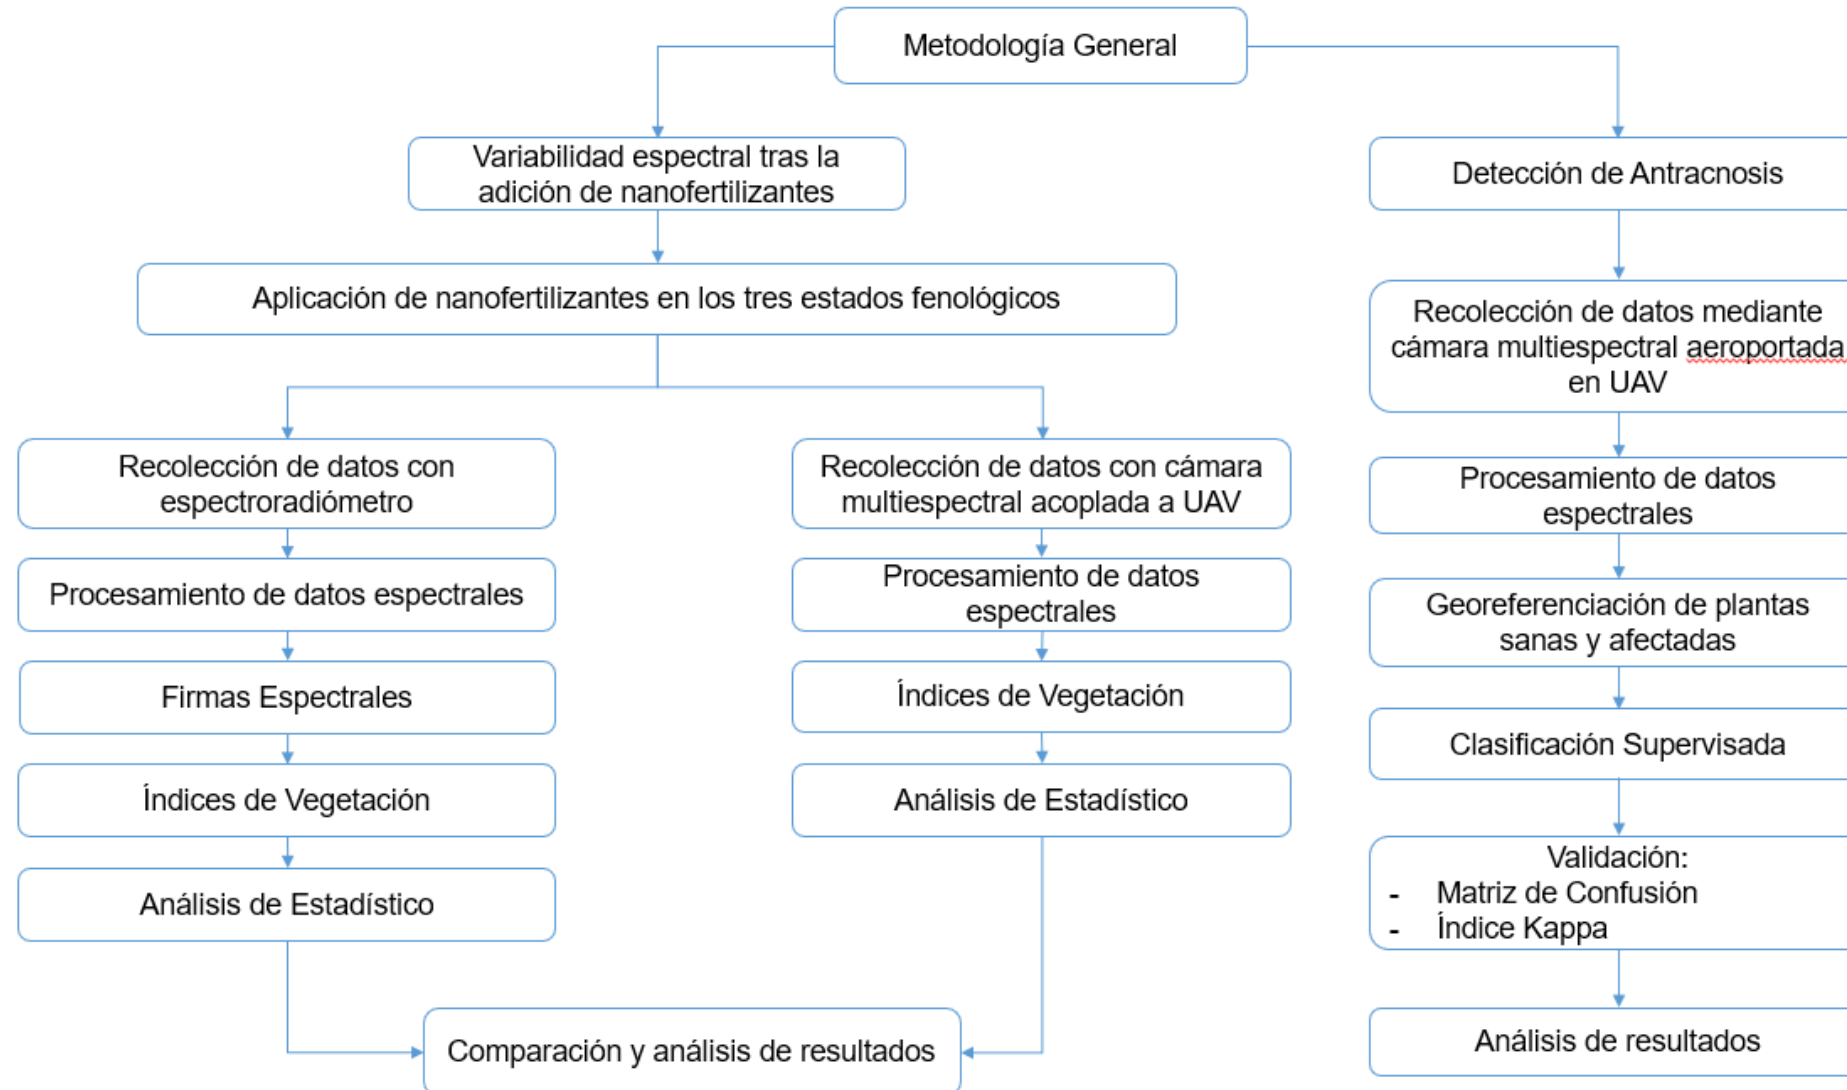 Metodología General
Variabilidad espectral tras la
adición de nanofertilizantes
Aplicación de nanofertilizantes en los tres estados fenológicos
Recolección de datos con
espectroradiómetro
Procesamiento de datos espectrales
Firmas Espectrales
Índices de Vegetación
Análisis de Estadístico
Recolección de datos con cámara
multiespectral acoplada a UAV
Procesamiento de datos
espectrales
Índices de Vegetación
Análisis de Estadístico
Comparación y análisis de resultados
Detección de Antracnosis
Recolección de datos mediante
cámara multiespectral aeroportada
en UAV
Procesamiento de datos
espectrales
Georeferenciación de plantas
sanas y afectadas
Clasificación Supervisada
Validación:
- Matriz de Confusión
- Índice Kappa
Análisis de resultados